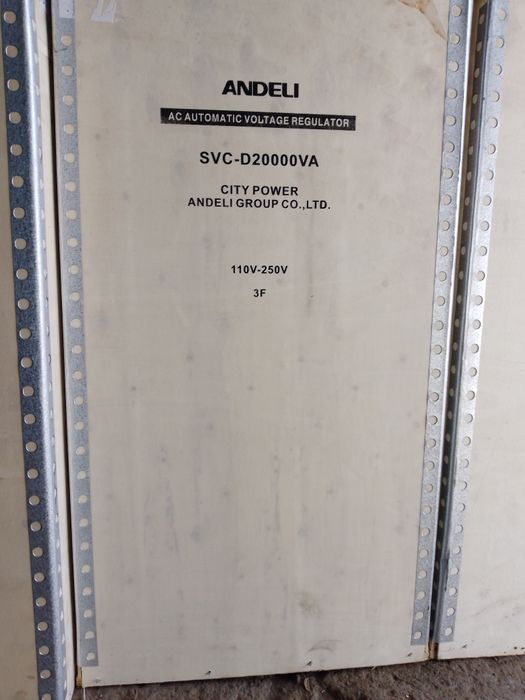 ANDELI
AC AUTOMATIC VOLTAGE REGULATOR
SVC-D20000VA
CITY POWER
ANDELI GROUP CO.,LTD.
110V-250V
3F